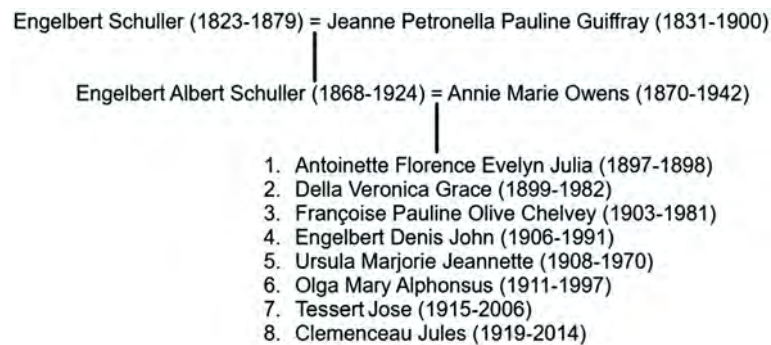 Engelbert Schuller (1823-1879) = Jeanne Petronella Pauline Guiffray (1831-1900)
Engelbert Albert Schuller (1868-1924) = Annie Marie Owens (1870-1942)
1. Antoinette Florence Evelyn Julia (1897-1898)
2. Della Veronica Grace (1899-1982)
3. Françoise Pauline Olive Chelvey (1903-1981)
4. Engelbert Denis John (1906-1991)
5. Ursula Marjorie Jeannette (1908-1970)
6. Olga Mary Alphonsus (1911-1997)
7. Tessert Jose (1915-2006)
8. Clemenceau Jules (1919-2014)